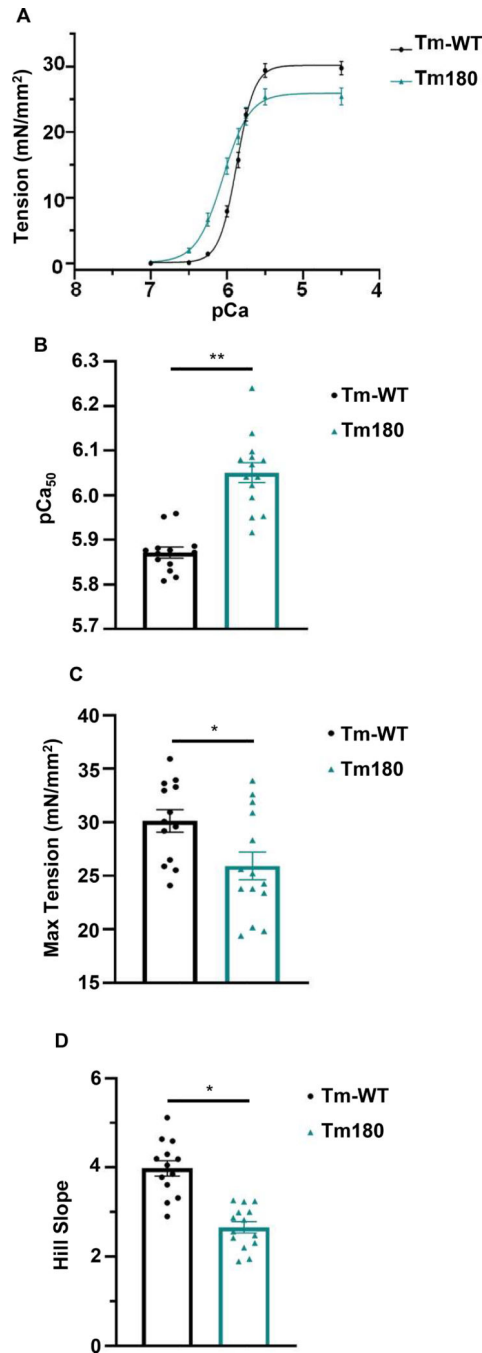 A
Tension (mN/mm²)
30
20
10
0
8
7
6
5
4
pCa
Tm-WT
Tm180
B
**
pCa₅₀
6.3
6.2
6.1
6.0
5.9
5.8
5.7
Tm-WT
Tm180
C
*
Max Tension (mN/mm²)
40
35
30
25
20
15
Tm-WT
Tm180
D
*
Hill Slope
6
4
2
0
Tm-WT
Tm180